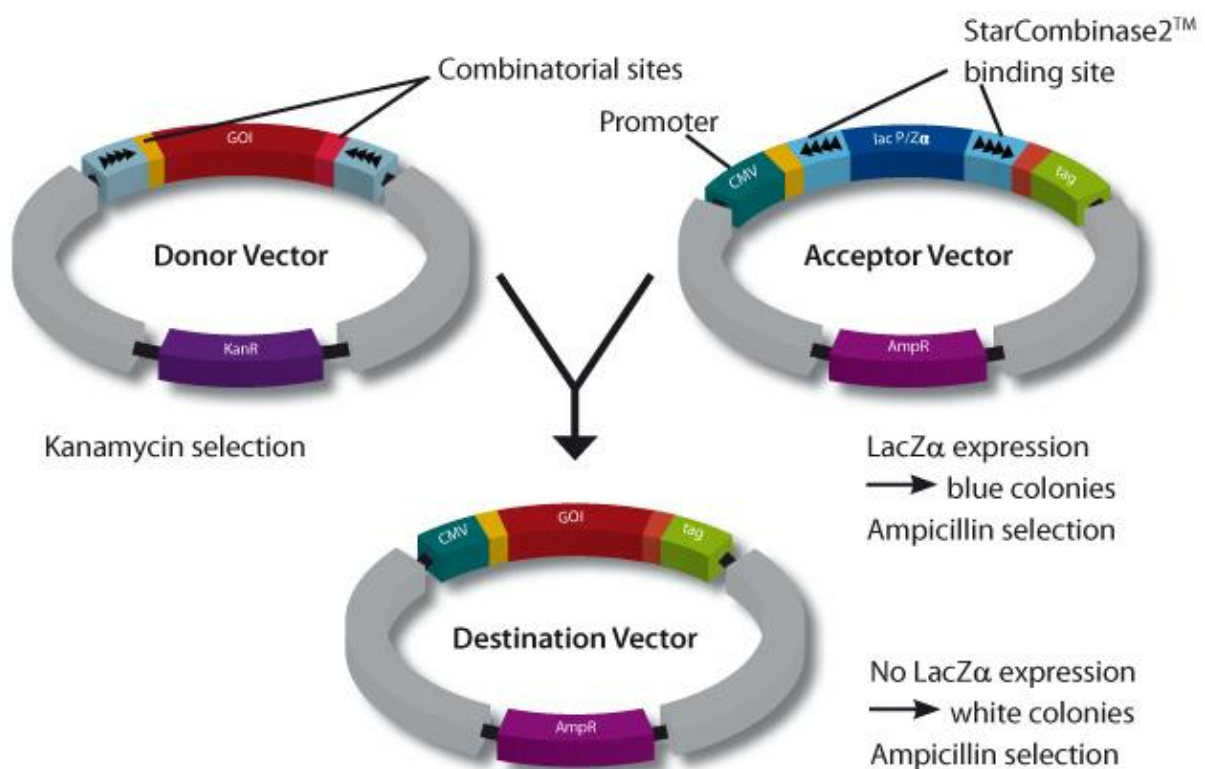 StarCombinase2™
binding site
Combinatorial sites
Promoter
GOI
lac P/Zα
CMV
tag
Donor Vector
Acceptor Vector
KanR
AmpR
Kanamycin selection
LacZα expression
blue colonies
Ampicillin selection
GOI
CMV
tag
Destination Vector
AmpR
No LacZα expression
white colonies
Ampicillin selection